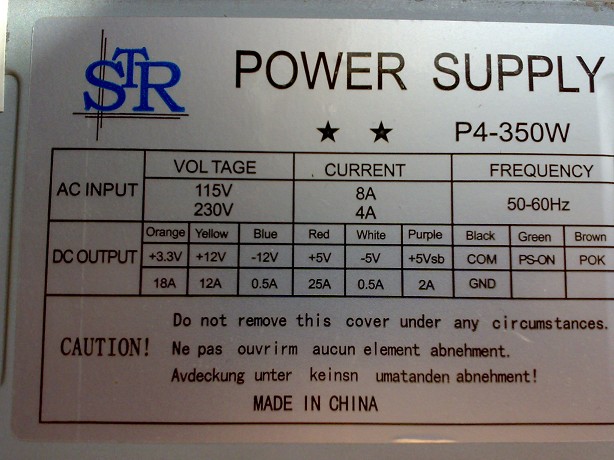 STR POWER SUPPLY
★ ★ P4-350W
AC INPUT VOLTAGE CURRENT FREQUENCY
115V 8A 50-60Hz
230V 4A
DC OUTPUT Orange Yellow Blue Red White Purple Black Green Brown
+3.3V +12V -12V +5V -5V +5Vsb COM PS-ON POK
18A 12A 0.5A 25A 0.5A 2A GND
CAUTION! Do not remove this cover under any circumstances.
Ne pas ouvrirm aucun element abnehment.
Avdeckung unter keinsn umatanden abnehment!
MADE IN CHINA